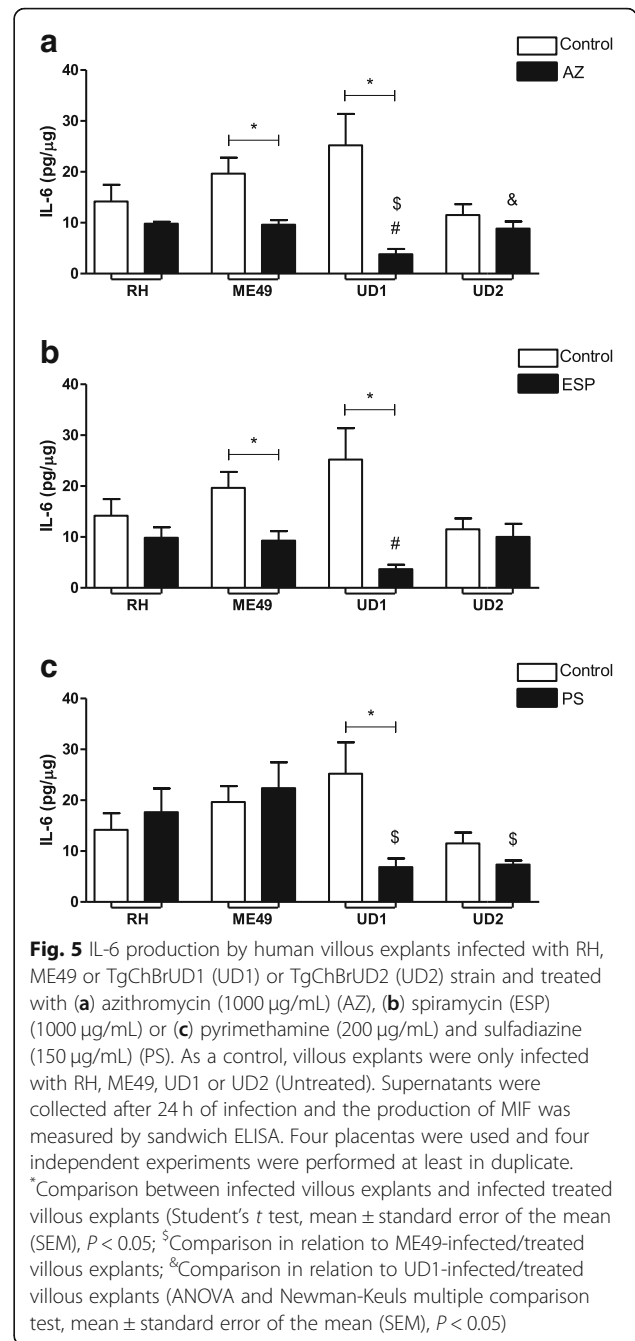 a
Control
AZ
IL-6 (pg/µg)
40
30
20
10
0
*
*
$
#
&
RH ME49 UD1 UD2
b
Control
ESP
IL-6 (pg/µg)
40
30
20
10
0
*
*
#
RH ME49 UD1 UD2
c
Control
PS
IL-6 (pg/µg)
40
30
20
10
0
*
$
$
RH ME49 UD1 UD2
Fig. 5 IL-6 production by human villous explants infected with RH,
ME49 or TgChBrUD1 (UD1) or TgChBrUD2 (UD2) strain and treated
with (a) azithromycin (1000 µg/mL) (AZ), (b) spiramycin (ESP)
(1000 µg/mL) or (c) pyrimethamine (200 µg/mL) and sulfadiazine
(150 µg/mL) (PS). As a control, villous explants were only infected
with RH, ME49, UD1 or UD2 (Untreated). Supernatants were
collected after 24 h of infection and the production of MIF was
measured by sandwich ELISA. Four placentas were used and four
independent experiments were performed at least in duplicate.
*Comparison between infected villous explants and infected treated
villous explants (Student's t test, mean ± standard error of the mean
(SEM), P < 0.05; $Comparison in relation to ME49-infected/treated
villous explants; &Comparison in relation to UD1-infected/treated
villous explants (ANOVA and Newman-Keuls multiple comparison
test, mean ± standard error of the mean (SEM), P < 0.05)